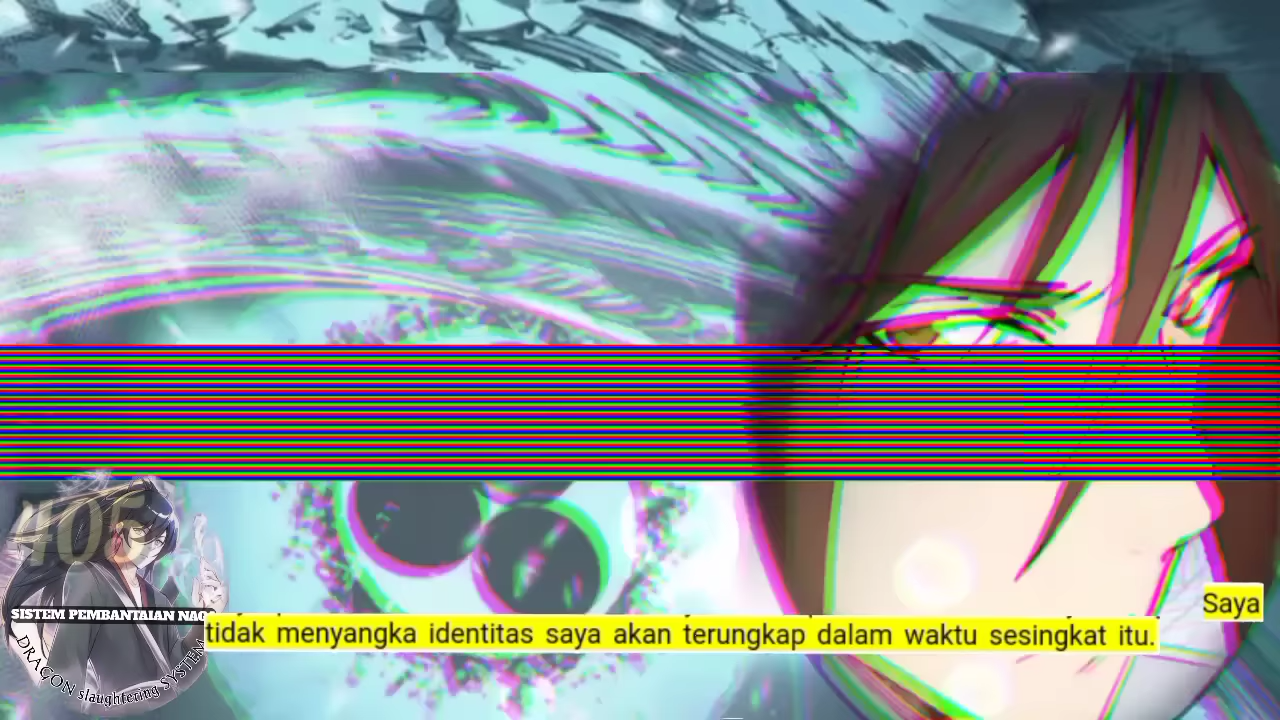 405
SISTEM PEMBANTAIAN NAG
DRAGON slaughtering SYSTEM
Saya
tidak menyangka identitas saya akan terungkap dalam waktu sesingkat itu.